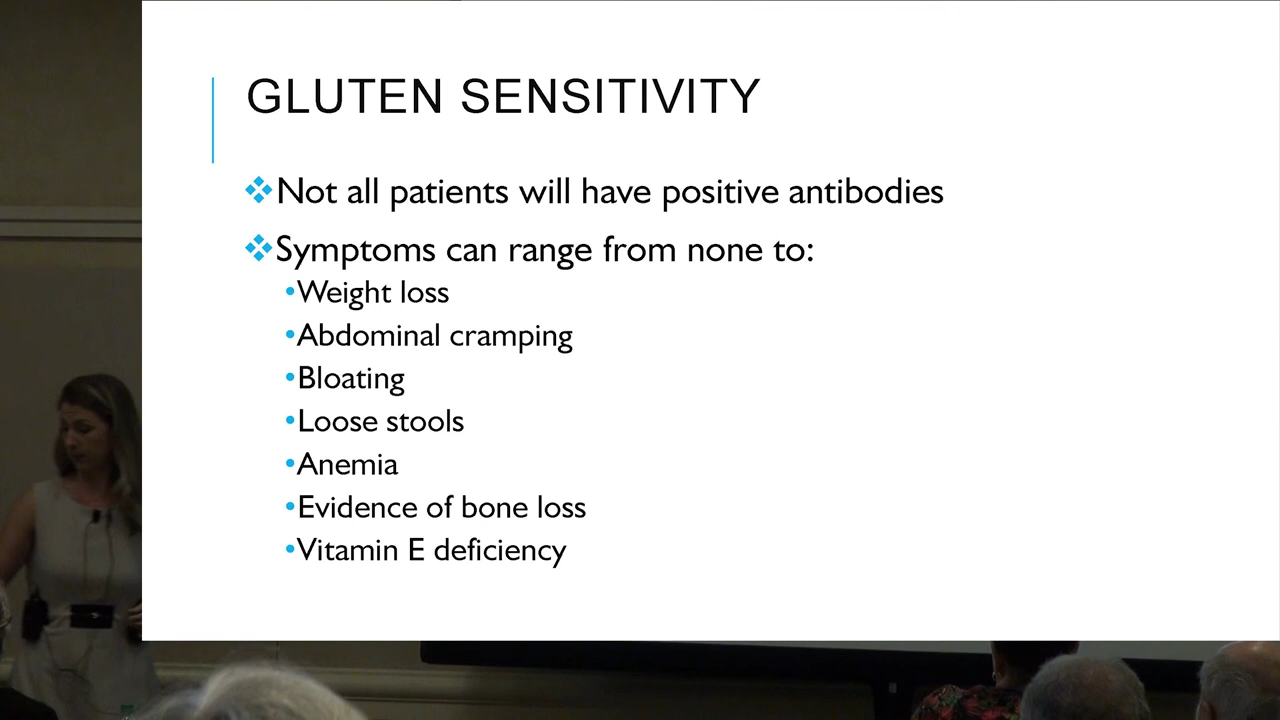 GLUTEN SENSITIVITY
❖Not all patients will have positive antibodies
❖Symptoms can range from none to:
•Weight loss
•Abdominal cramping
•Bloating
•Loose stools
•Anemia
•Evidence of bone loss
•Vitamin E deficiency